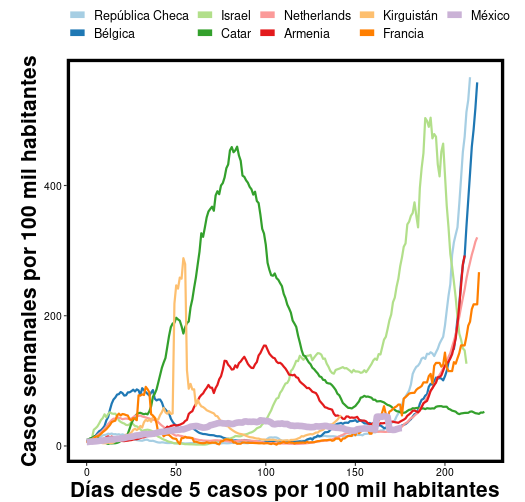 República Checa Israel Netherlands Kirguistán México
Bélgica Catar Armenia Francia
Casos semanales por 100 mil habitantes
400
200
0
0 50 100 150 200
Días desde 5 casos por 100 mil habitantes